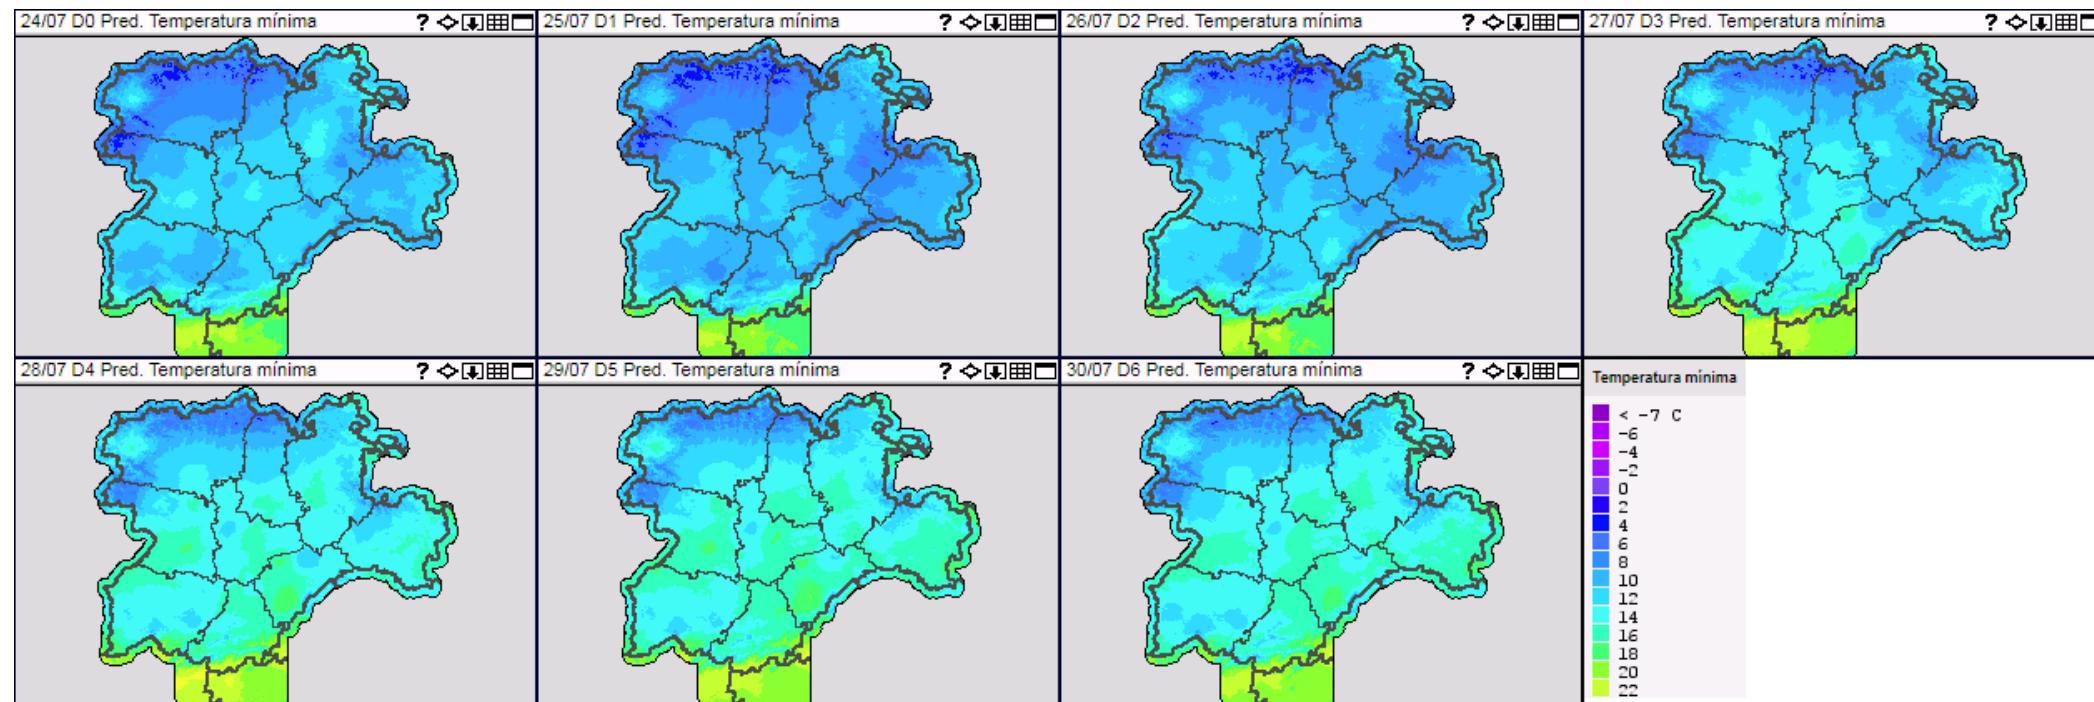 24/07 D0 Pred. Temperatura mínima ?
25/07 D1 Pred. Temperatura mínima ?
26/07 D2 Pred. Temperatura mínima ?
27/07 D3 Pred. Temperatura mínima ?
28/07 D4 Pred. Temperatura mínima ?
29/07 D5 Pred. Temperatura mínima ?
30/07 D6 Pred. Temperatura mínima ?
Temperatura mínima
< -7 C
-6
-4
-2
0
2
4
6
8
10
12
14
16
18
20
22